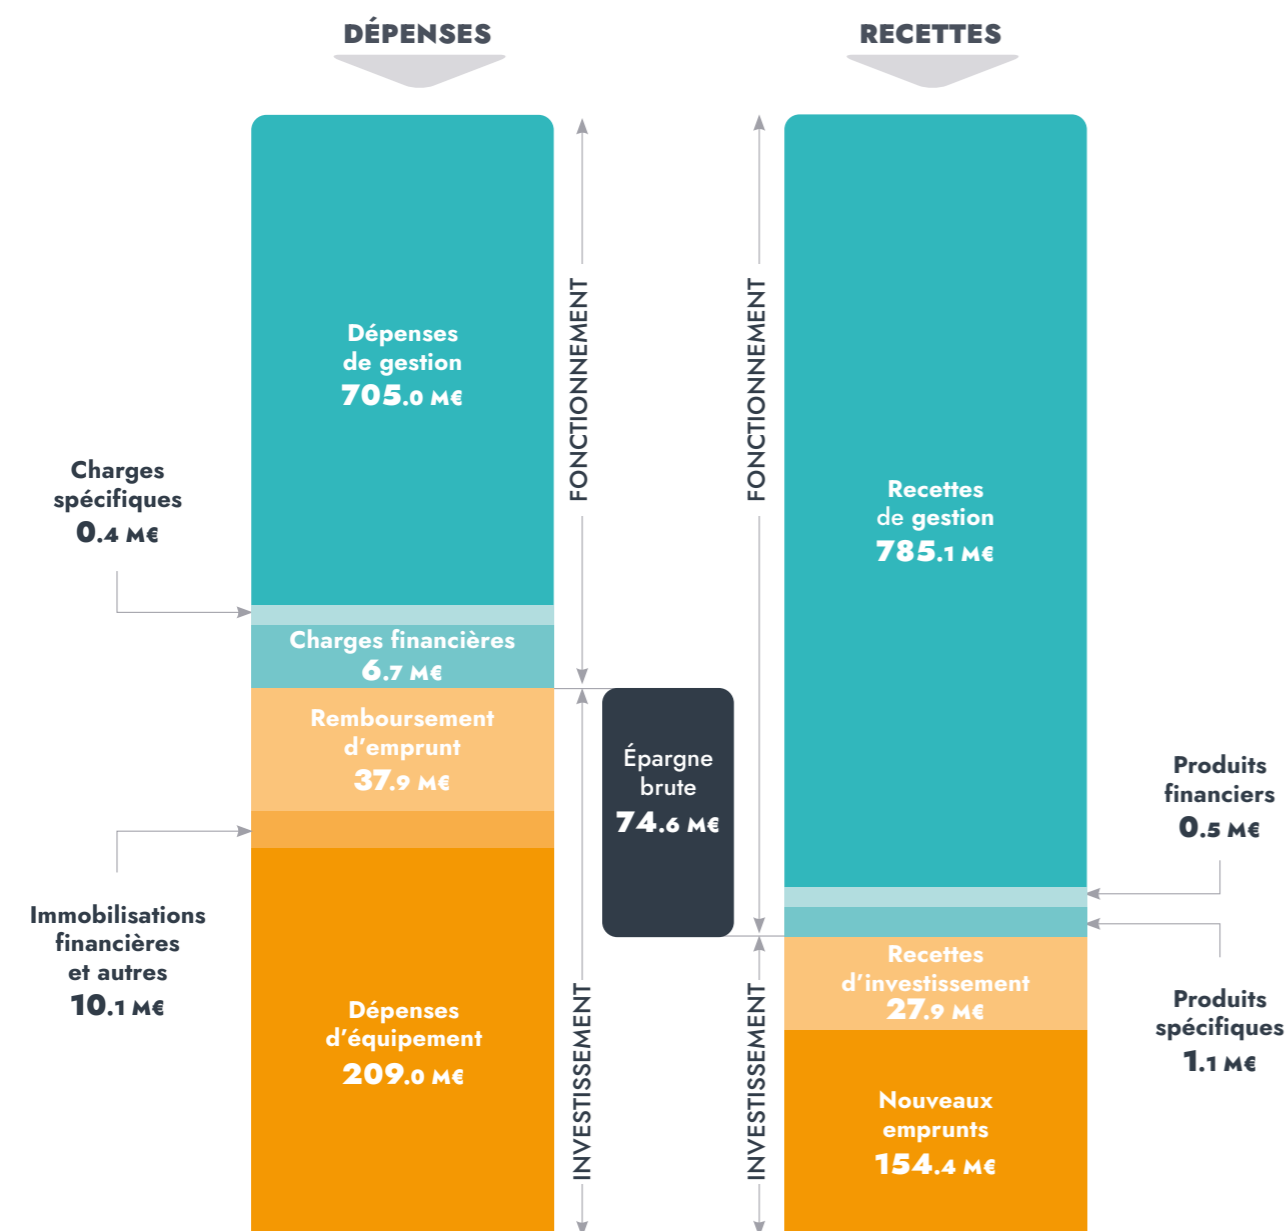 DÉPENSES
RECETTES
Dépenses
de gestion
705.0 M€
Charges
spécifiques
0.4 M€
Charges financières
6.7 M€
Remboursement
d’emprunt
37.9 M€
Immobilisations
financières
et autres
10.1 M€
Dépenses
d’équipement
209.0 M€
FONCTIONNEMENT
INVESTISSEMENT
Épargne
brute
74.6 M€
FONCTIONNEMENT
INVESTISSEMENT
Recettes
de gestion
785.1 M€
Produits
financiers
0.5 M€
Produits
spécifiques
1.1 M€
Recettes
d’investissement
27.9 M€
Nouveaux
emprunts
154.4 M€